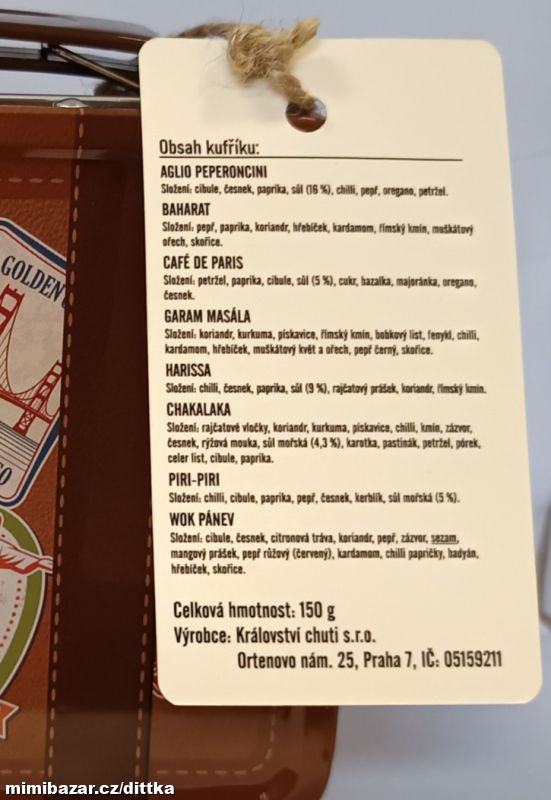 Obsah kufříku:
AGLIO PEPERONCINI
Složení: cibule, česnek, paprika, sůl (16 %), chilli, pepř, oregano, petržel.
BAHARAT
Složení: pepř, paprika, koriandr, hřebíček, kardamom, římský kmín, muškátový
ořech, skořice.
CAFÉ DE PARIS
Složení: petržel, paprika, cibule, sůl (5 %), cukr, bazalka, majoránka, oregano,
česnek.
GARAM MASÁLA
Složení: koriandr, kurkuma, pískavice, římský kmín, bobkový list, fenykl, chilli,
kardamom, hřebíček, muškátový květ a ořech, pepř černý, skořice.
HARISSA
Složení: chilli, česnek, paprika, sůl (9 %), rajčatový prášek, koriandr, římský kmín.
CHAKALAKA
Složení: rajčatové vločky, koriandr, kurkuma, pískavice, chilli, kmín, zázvor,
česnek, rýžová mouka, sůl mořská (4,3 %), karotka, pastinák, petržel, pórek,
celer list, cibule, paprika.
PIRI-PIRI
Složení: chilli, cibule, paprika, pepř, česnek, kerblík, sůl mořská (5 %).
WOK PÁNEV
Složení: cibule, česnek, citronová tráva, koriandr, pepř, zázvor, sezam,
mangový prášek, pepř růžový (červený), kardamom, chilli papričky, badyán,
hřebíček, skořice.
Celková hmotnost: 150 g
Výrobce: Království chuti s.r.o.
Ortenovo nám. 25, Praha 7, IČ: 05159211
GOLDEN
CO
mimibazar.cz/dittka